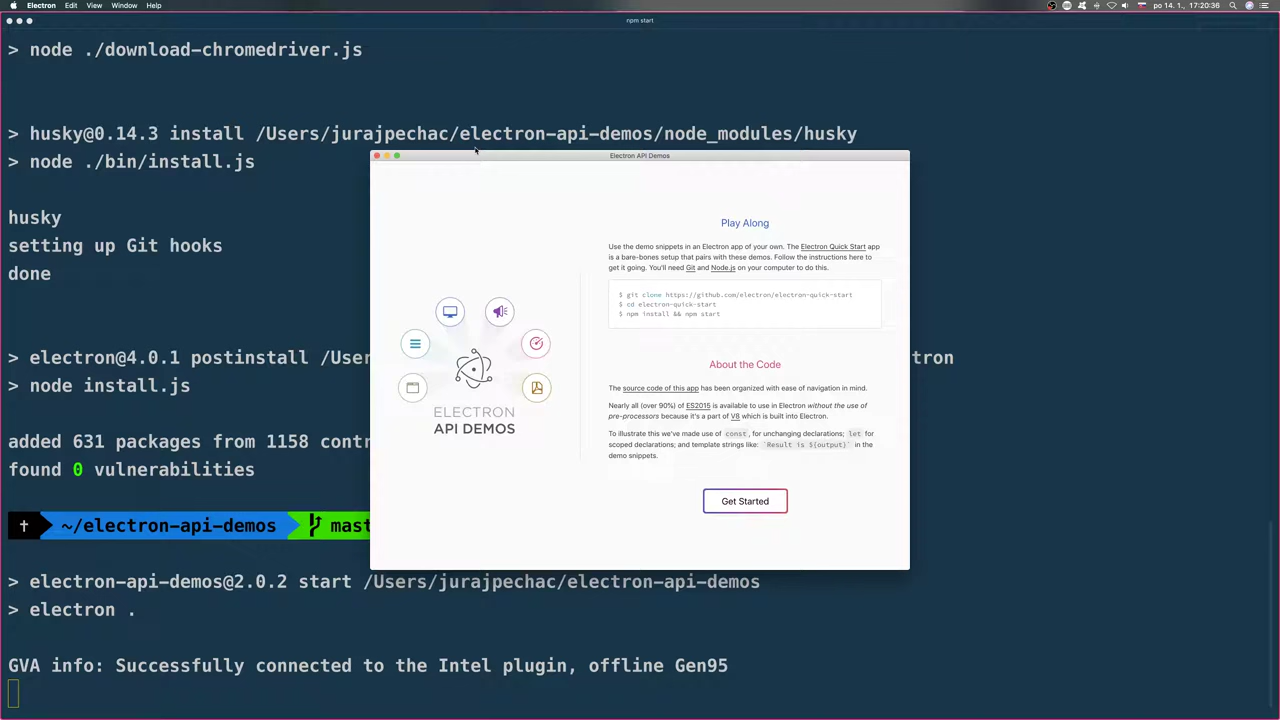 Electron Edit View Window Help
po 14. 1., 17:20:36
npm start
> node ./download-chromedriver.js
> husky@0.14.3 install /Users/jurajpechac/electron-api-demos/node_modules/husky
> node ./bin/install.js
husky
setting up Git hooks
done
> electron@4.0.1 postinstall /User
tron
> node install.js
added 631 packages from 1158 contr
found 0 vulnerabilities
~/electron-api-demos mast
> electron-api-demos@2.0.2 start /Users/jurajpechac/electron-api-demos
> electron .
GVA info: Successfully connected to the Intel plugin, offline Gen95
Electron API Demos
ELECTRON
API DEMOS
Play Along
Use the demo snippets in an Electron app of your own. The Electron Quick Start app
is a bare-bones setup that pairs with these demos. Follow the instructions here to
get it going. You'll need Git and Node.js on your computer to do this.
$ git clone https://github.com/electron/electron-quick-start
$ cd electron-quick-start
$ npm install && npm start
About the Code
The source code of this app has been organized with ease of navigation in mind.
Nearly all (over 90%) of ES2015 is available to use in Electron without the use of
pre-processors because it's a part of V8 which is built into Electron.
To illustrate this we've made use of const, for unchanging declarations; let for
scoped declarations; and template strings like: `Result is ${output}` in the
demo snippets.
Get Started